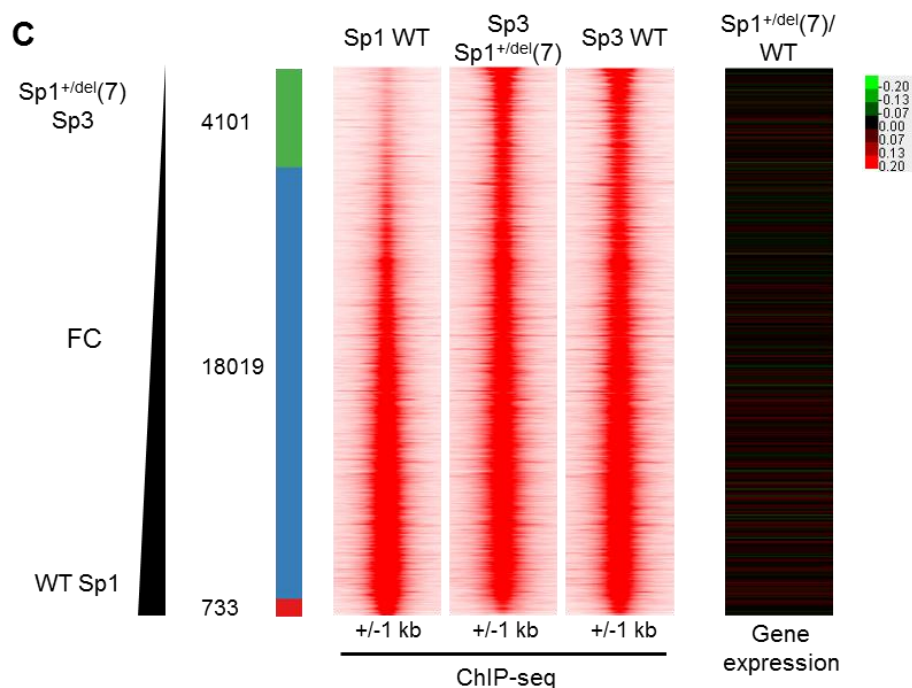 C
Sp1 WT
Sp3
Sp1+/del(7)
Sp3 WT
Sp1+/del(7)/
WT
Sp1+/del(7)
Sp3
4101
FC
18019
WT Sp1
733
-0.20
-0.13
-0.07
0.00
0.07
0.13
0.20
+/-1 kb
+/-1 kb
+/-1 kb
ChIP-seq
Gene
expression